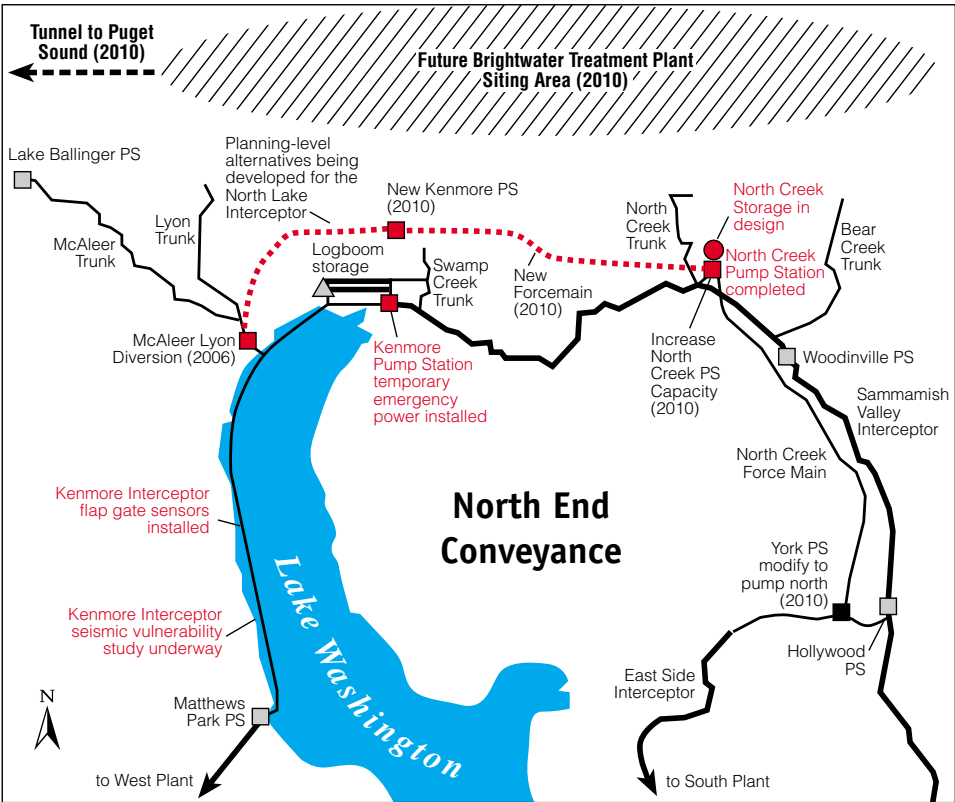 Tunnel to Puget
Sound (2010)
Future Brightwater Treatment Plant
Siting Area (2010)
Lake Ballinger PS
Planning-level
alternatives being
developed for the
North Lake
Interceptor
New Kenmore PS
(2010)
Lyon
Trunk
McAleer
Trunk
Logboom
storage
Swamp
Creek
Trunk
New
Forcemain
(2010)
North
Creek
Trunk
North Creek
Storage in
design
North Creek
Pump Station
completed
Bear
Creek
Trunk
McAleer Lyon
Diversion (2006)
Kenmore
Pump Station
temporary
emergency
power installed
Increase
North
Creek PS
Capacity
(2010)
Woodinville PS
Sammamish
Valley
Interceptor
North Creek
Force Main
Kenmore Interceptor
flap gate sensors
installed
North End
Conveyance
York PS
modify to
pump north
(2010)
Kenmore Interceptor
seismic vulnerability
study underway
Lake Washington
Hollywood
PS
East Side
Interceptor
N
Matthews
Park PS
to West Plant
to South Plant